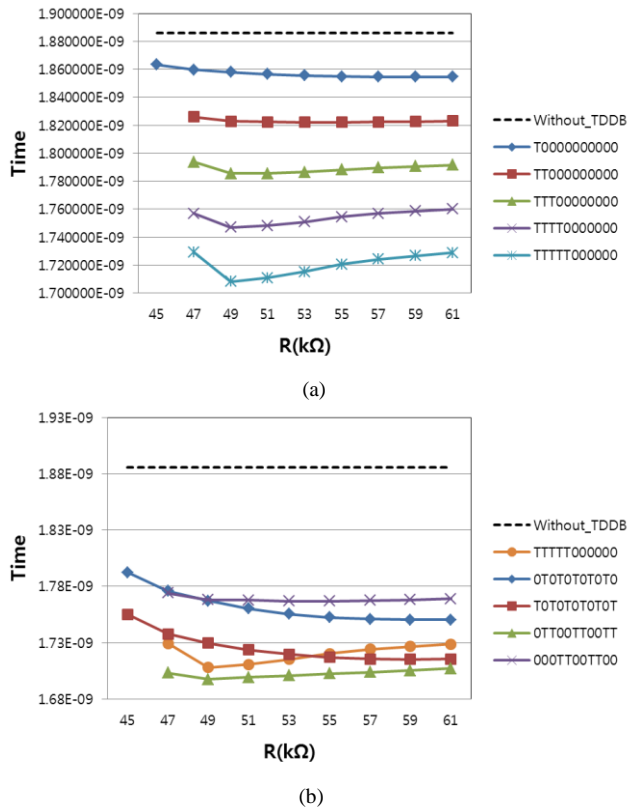 1.900000E-09
1.880000E-09
1.860000E-09
1.840000E-09
1.820000E-09
1.800000E-09
1.780000E-09
1.760000E-09
1.740000E-09
1.720000E-09
1.700000E-09
Time
45 47 49 51 53 55 57 59 61
R(kΩ)
Without_TDDB
T0000000000
TT000000000
TTT00000000
TTTT0000000
TTTTT000000
(a)
1.93E-09
1.88E-09
1.83E-09
1.78E-09
1.73E-09
1.68E-09
Time
45 47 49 51 53 55 57 59 61
R(kΩ)
Without_TDDB
TTTTT000000
0T0T0T0T0T0
T0T0T0T0T0T
0TT00TT00TT
000TT00TT00
(b)